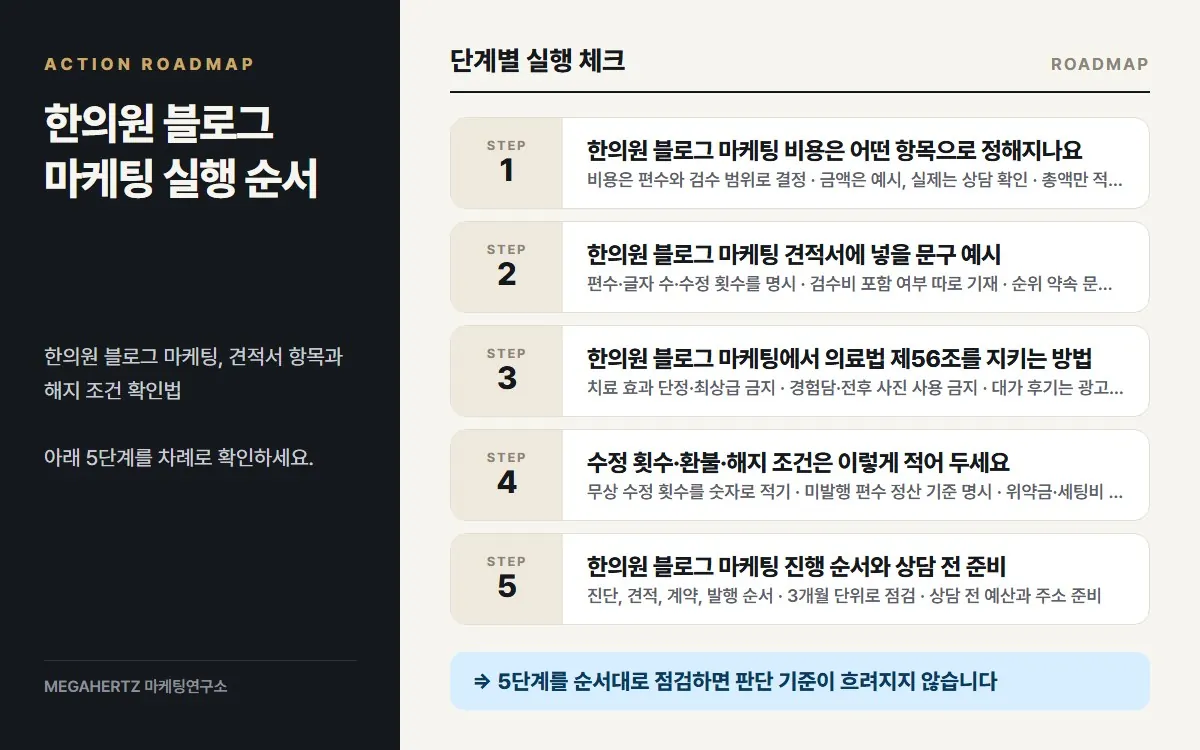 ACTION ROADMAP
한의원 블로그
마케팅 실행 순서
한의원 블로그 마케팅, 견적서 항목과
해지 조건 확인법
아래 5단계를 차례로 확인하세요.
MEGAHERTZ 마케팅연구소
단계별 실행 체크
ROADMAP
STEP
1
한의원 블로그 마케팅 비용은 어떤 항목으로 정해지나요
비용은 편수와 검수 범위로 결정 · 금액은 예시, 실제는 상담 확인 · 총액만 적...
STEP
2
한의원 블로그 마케팅 견적서에 넣을 문구 예시
편수·글자 수·수정 횟수를 명시 · 검수비 포함 여부 따로 기재 · 순위 약속 문...
STEP
3
한의원 블로그 마케팅에서 의료법 제56조를 지키는 방법
치료 효과 단정·최상급 금지 · 경험담·전후 사진 사용 금지 · 대가 후기는 광고...
STEP
4
수정 횟수·환불·해지 조건은 이렇게 적어 두세요
무상 수정 횟수를 숫자로 적기 · 미발행 편수 정산 기준 명시 · 위약금·세팅비 ...
STEP
5
한의원 블로그 마케팅 진행 순서와 상담 전 준비
진단, 견적, 계약, 발행 순서 · 3개월 단위로 점검 · 상담 전 예산과 주소 준비
→ 5단계를 순서대로 점검하면 판단 기준이 흐려지지 않습니다